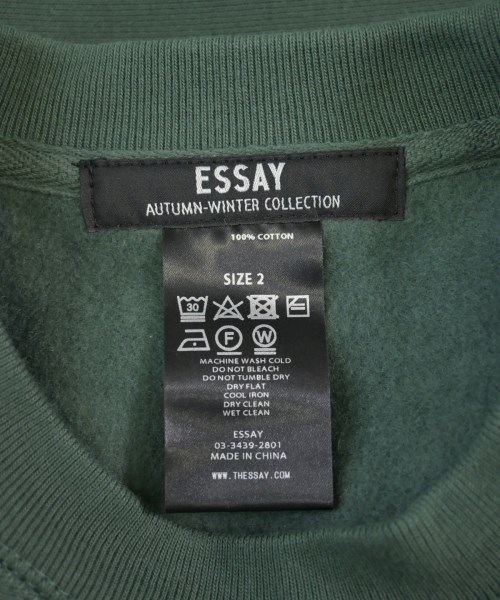 ESSAY
AUTUMN-WINTER COLLECTION
100% COTTON
SIZE 2
30
F W
MACHINE WASH COLD
DO NOT BLEACH
DO NOT TUMBLE DRY
DRY FLAT
COOL IRON
DRY CLEAN
WET CLEAN
ESSAY
03-3439-2801
MADE IN CHINA
WWW.THESSAY.COM